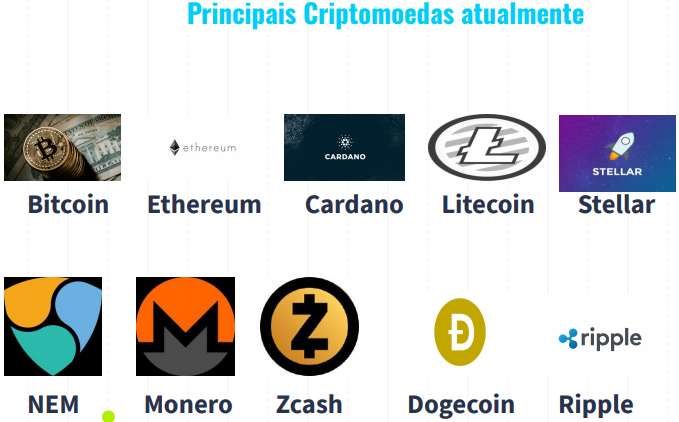 Principais Criptomoedas atualmente
ethereum
CARDANO
STELLAR
Bitcoin Ethereum Cardano Litecoin Stellar
ripple
NEM Monero Zcash Dogecoin Ripple